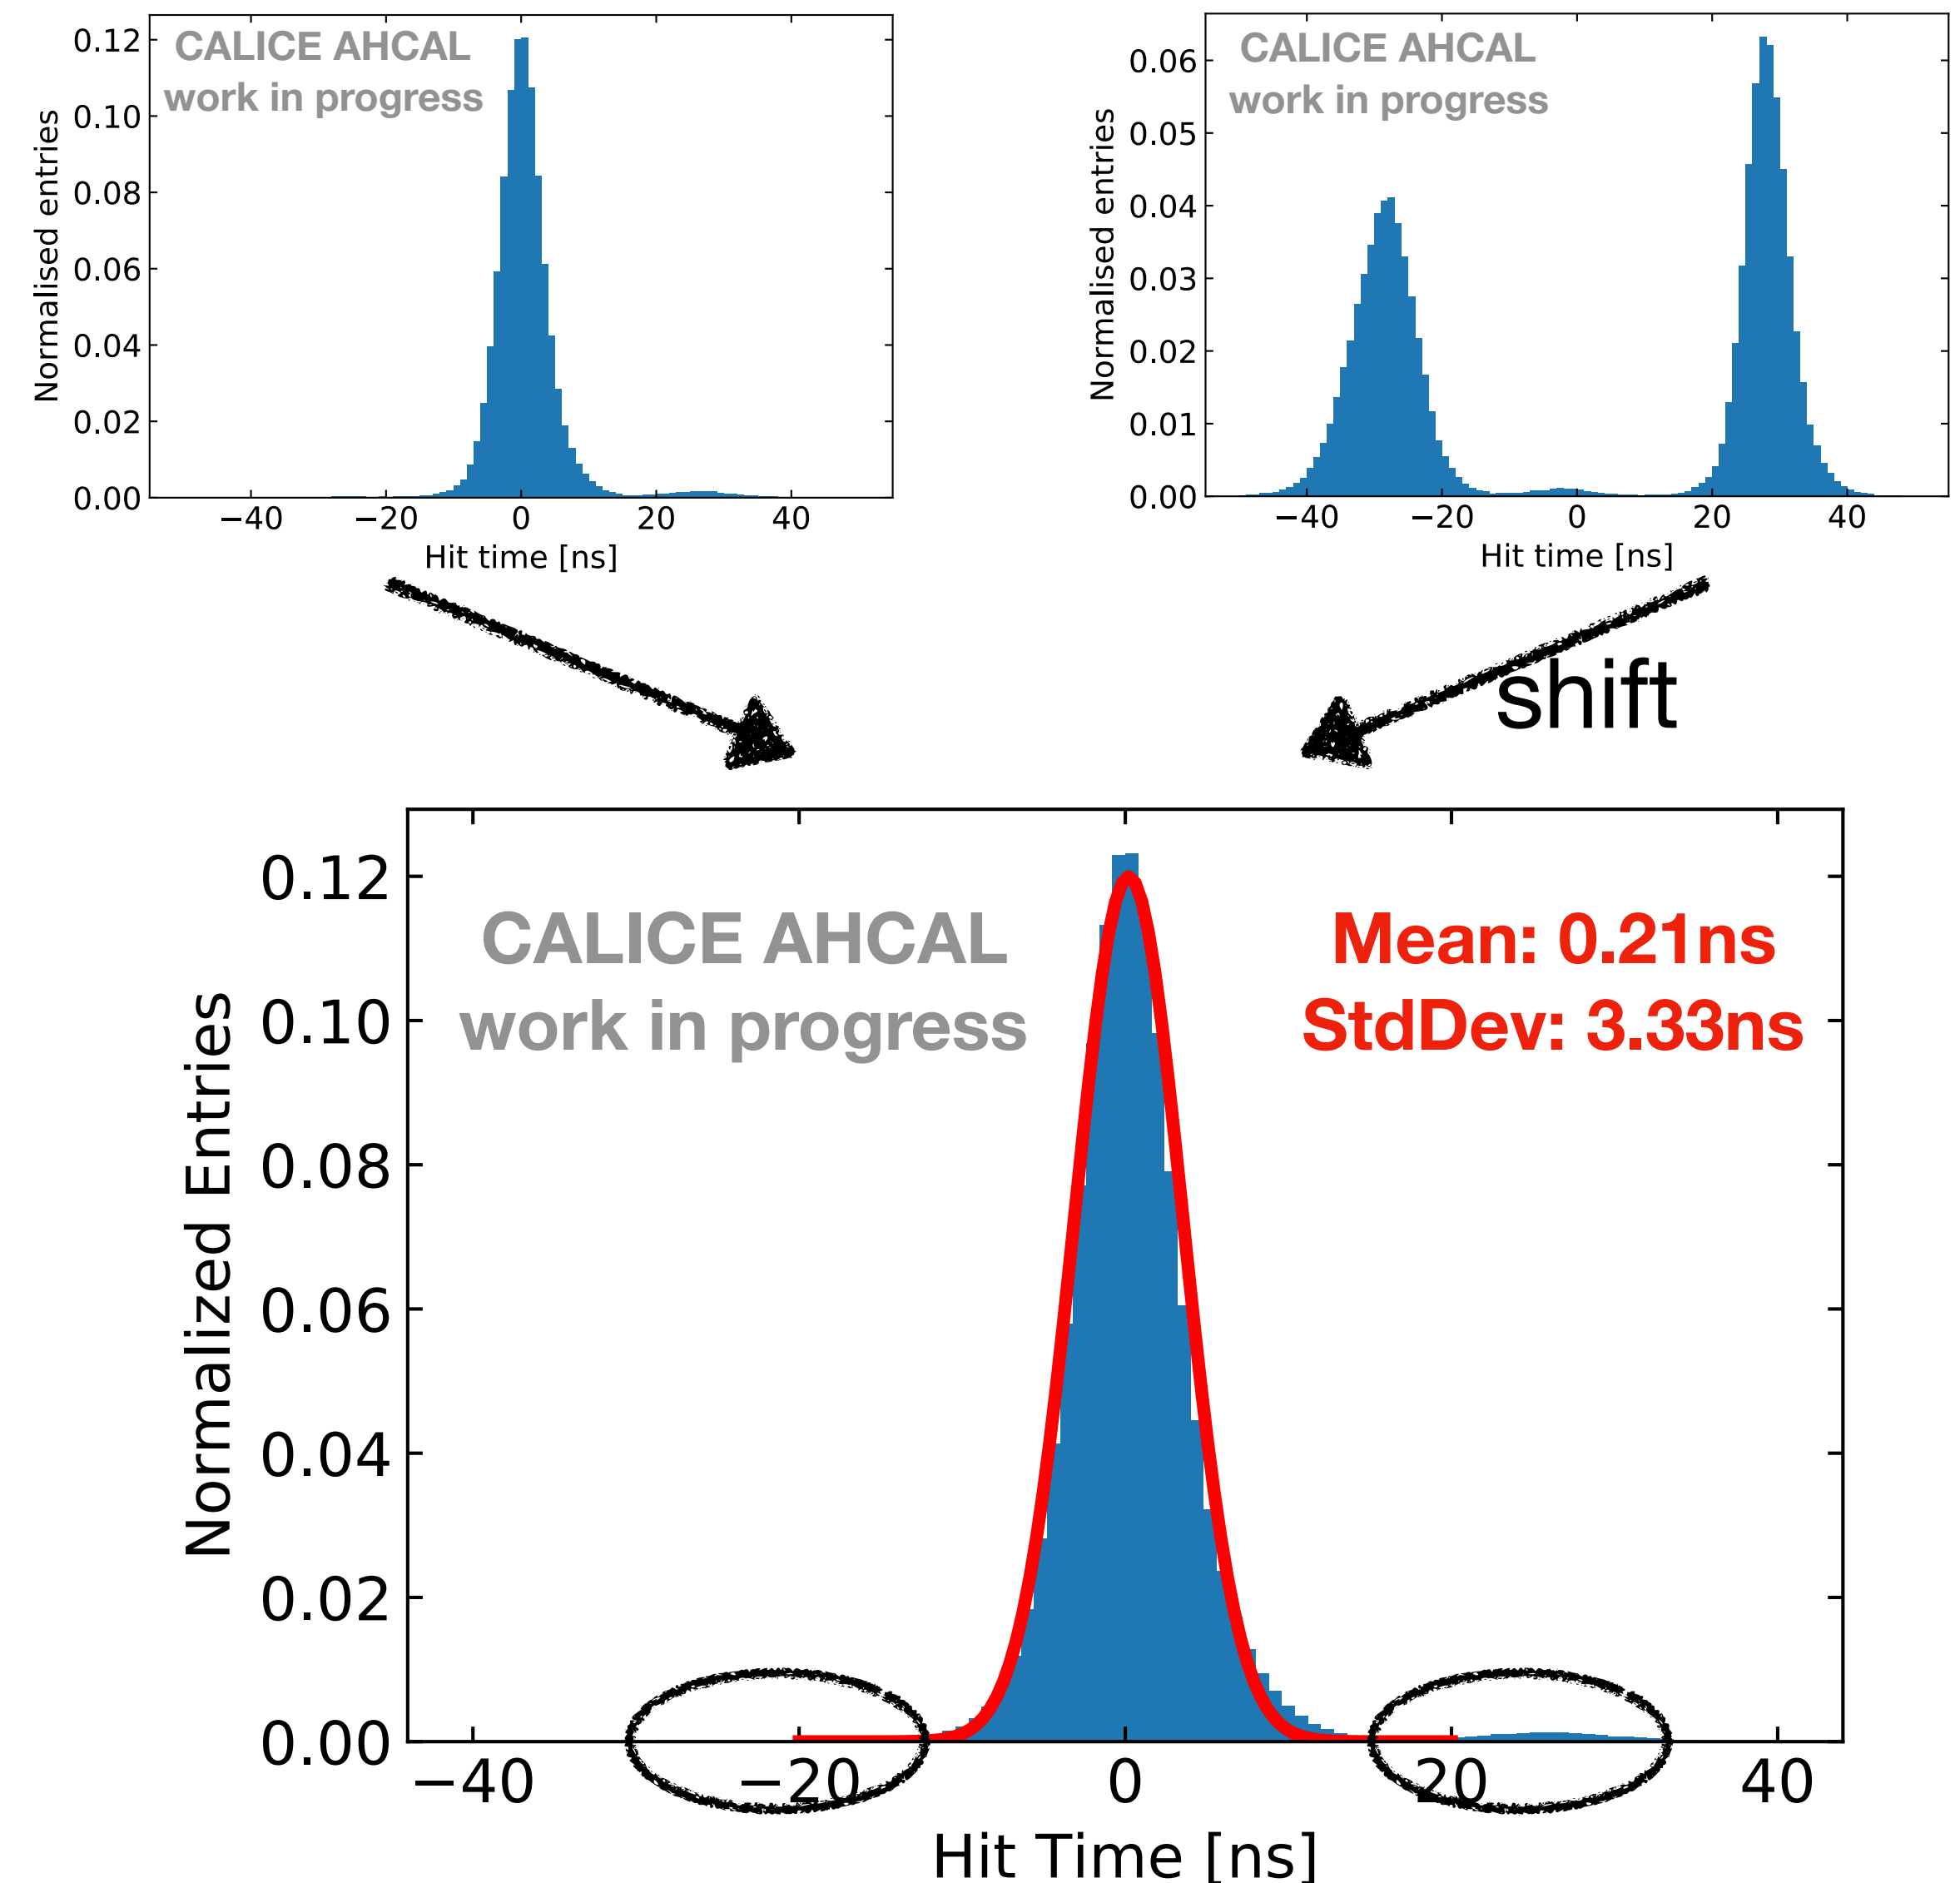 CALICE AHCAL
work in progress
Normalised entries
0.12
0.10
0.08
0.06
0.04
0.02
0.00
−40 −20 0 20 40
Hit time [ns]
CALICE AHCAL
work in progress
Normalised entries
0.06
0.05
0.04
0.03
0.02
0.01
0.00
−40 −20 0 20 40
Hit time [ns]
shift
CALICE AHCAL
work in progress
Mean: 0.21ns
StdDev: 3.33ns
Normalized Entries
0.12
0.10
0.08
0.06
0.04
0.02
0.00
−40 −20 0 20 40
Hit Time [ns]